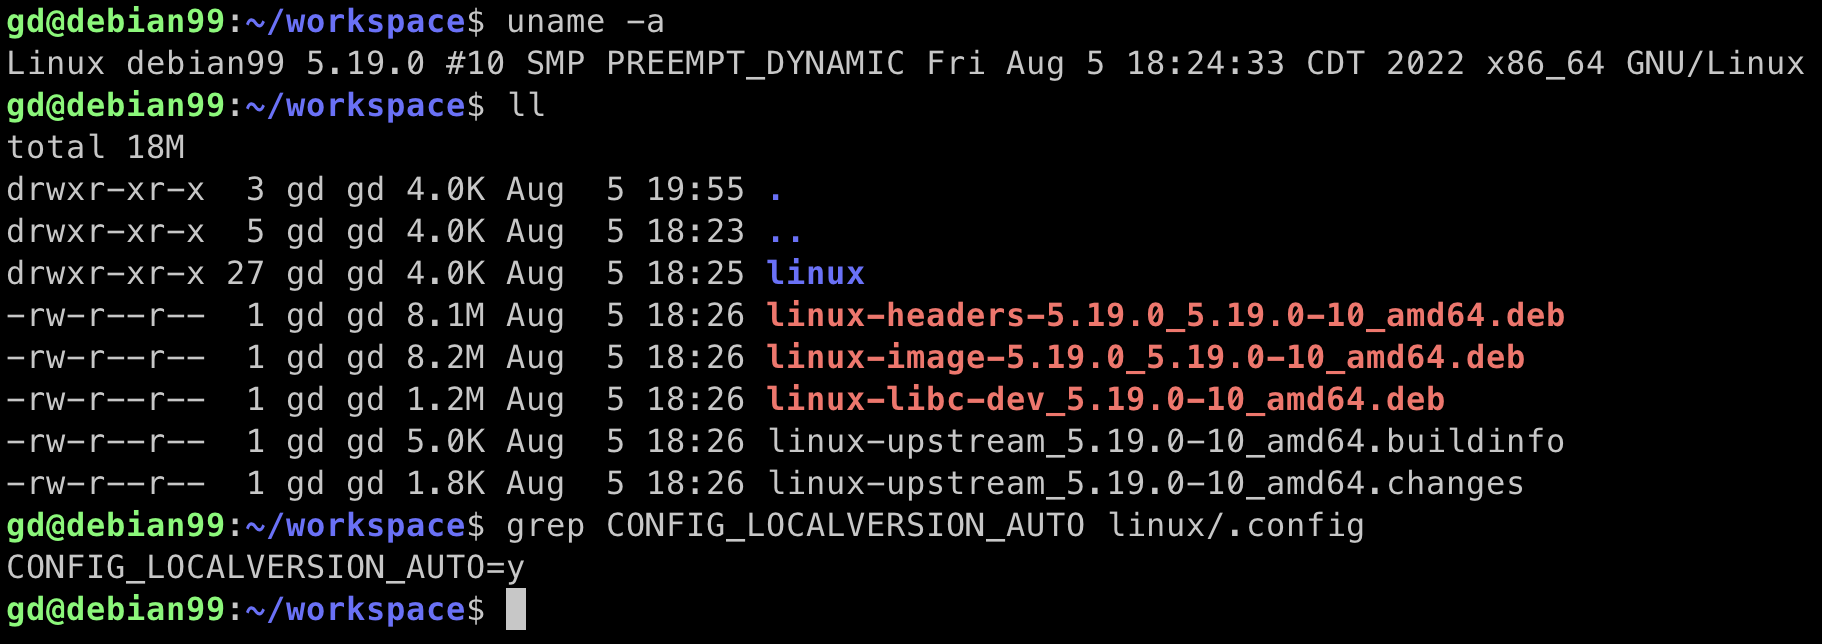 gd@debian99:~/workspace$ uname -a
Linux debian99 5.19.0 #10 SMP PREEMPT_DYNAMIC Fri Aug 5 18:24:33 CDT 2022 x86_64 GNU/Linux
gd@debian99:~/workspace$ ll
total 18M
drwxr-xr-x  3 gd gd 4.0K Aug  5 19:55 .
drwxr-xr-x  5 gd gd 4.0K Aug  5 18:23 ..
drwxr-xr-x 27 gd gd 4.0K Aug  5 18:25 linux
-rw-r--r--  1 gd gd 8.1M Aug  5 18:26 linux-headers-5.19.0_5.19.0-10_amd64.deb
-rw-r--r--  1 gd gd 8.2M Aug  5 18:26 linux-image-5.19.0_5.19.0-10_amd64.deb
-rw-r--r--  1 gd gd 1.2M Aug  5 18:26 linux-libc-dev_5.19.0-10_amd64.deb
-rw-r--r--  1 gd gd 5.0K Aug  5 18:26 linux-upstream_5.19.0-10_amd64.buildinfo
-rw-r--r--  1 gd gd 1.8K Aug  5 18:26 linux-upstream_5.19.0-10_amd64.changes
gd@debian99:~/workspace$ grep CONFIG_LOCALVERSION_AUTO linux/.config
CONFIG_LOCALVERSION_AUTO=y
gd@debian99:~/workspace$